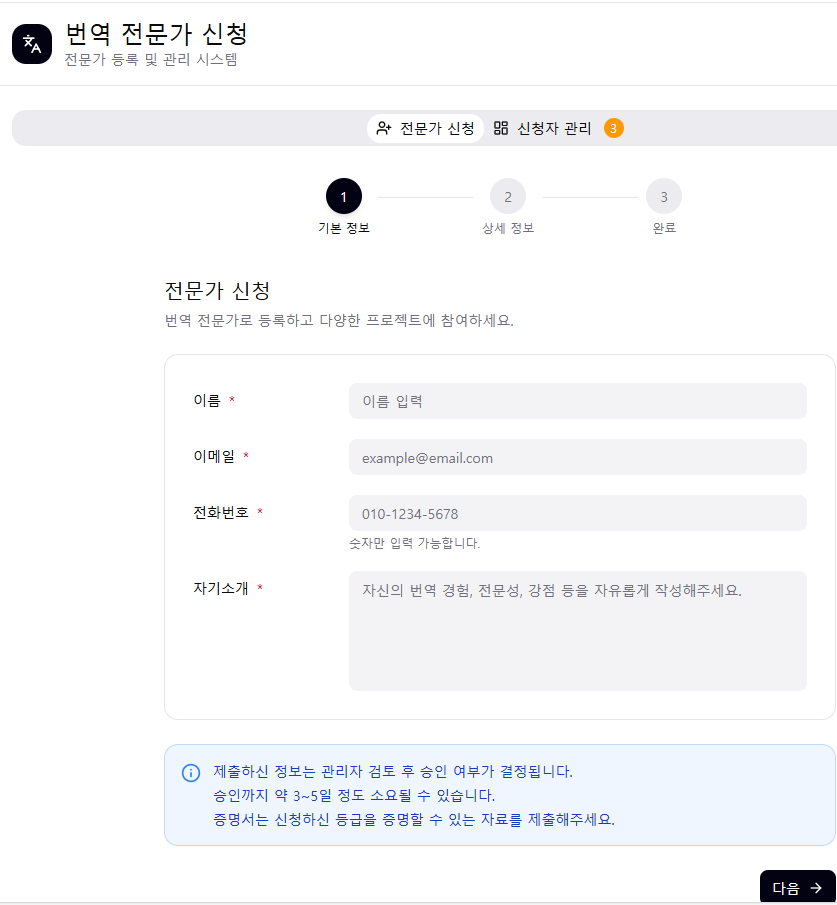 번역 전문가 신청
전문가 등록 및 관리 시스템
전문가 신청 신청자 관리 3
1 2 3
기본 정보 상세 정보 완료
전문가 신청
번역 전문가로 등록하고 다양한 프로젝트에 참여하세요.
이름 * 이름 입력
이메일 * example@email.com
전화번호 * 010-1234-5678
숫자만 입력 가능합니다.
자기소개 * 자신의 번역 경험, 전문성, 강점 등을 자유롭게 작성해주세요.
제출하신 정보는 관리자 검토 후 승인 여부가 결정됩니다.
승인까지 약 3~5일 정도 소요될 수 있습니다.
증명서는 신청하신 등급을 증명할 수 있는 자료를 제출해주세요.
다음 →